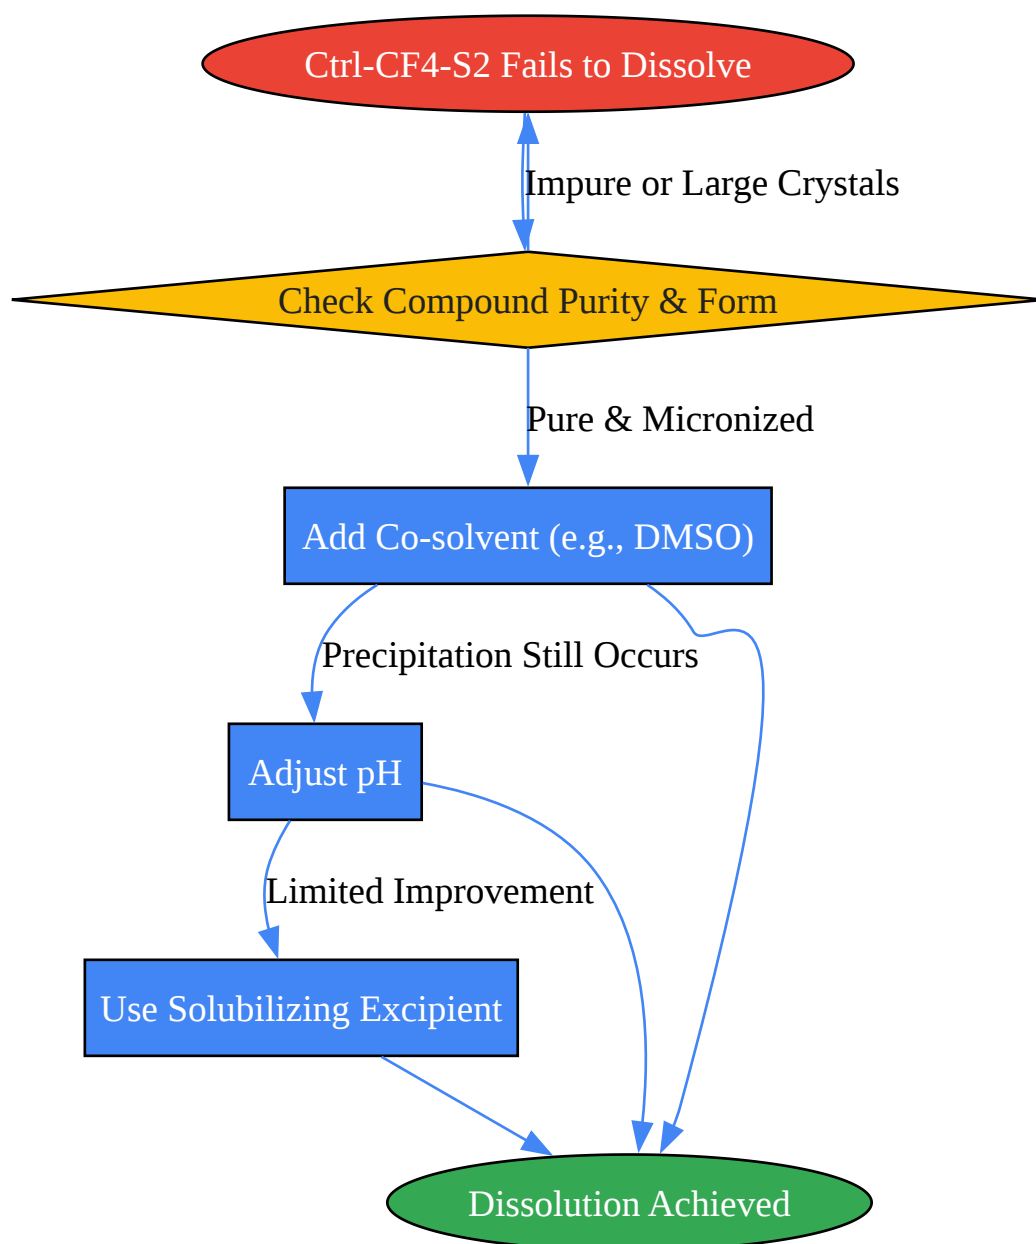 Ctrl-CF4-S2 Fails to Dissolve
Impure or Large Crystals
Check Compound Purity & Form
Pure & Micronized
Add Co-solvent (e.g., DMSO)
Precipitation Still Occurs
Adjust pH
Limited Improvement
Use Solubilizing Excipient
Dissolution Achieved